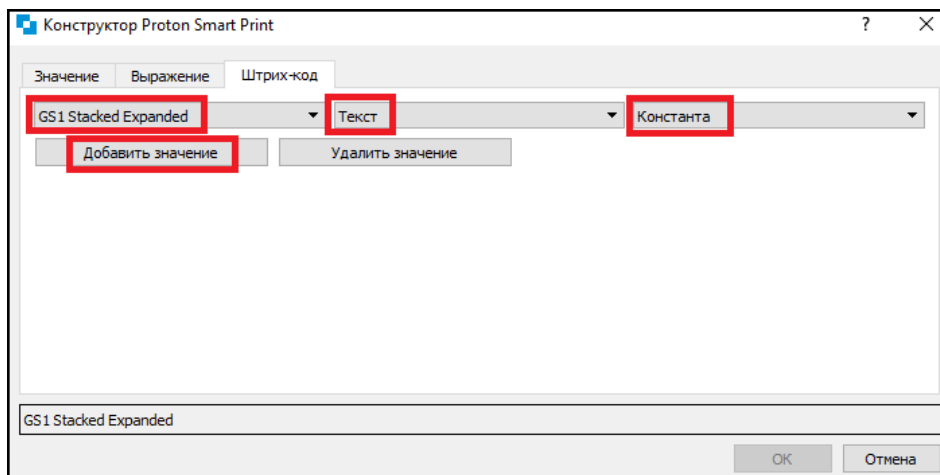 Конструктор Proton Smart Print
Значение Выражение Штрих-код
GS1 Stacked Expanded Текст Константа
Добавить значение Удалить значение
GS1 Stacked Expanded
OK Отмена